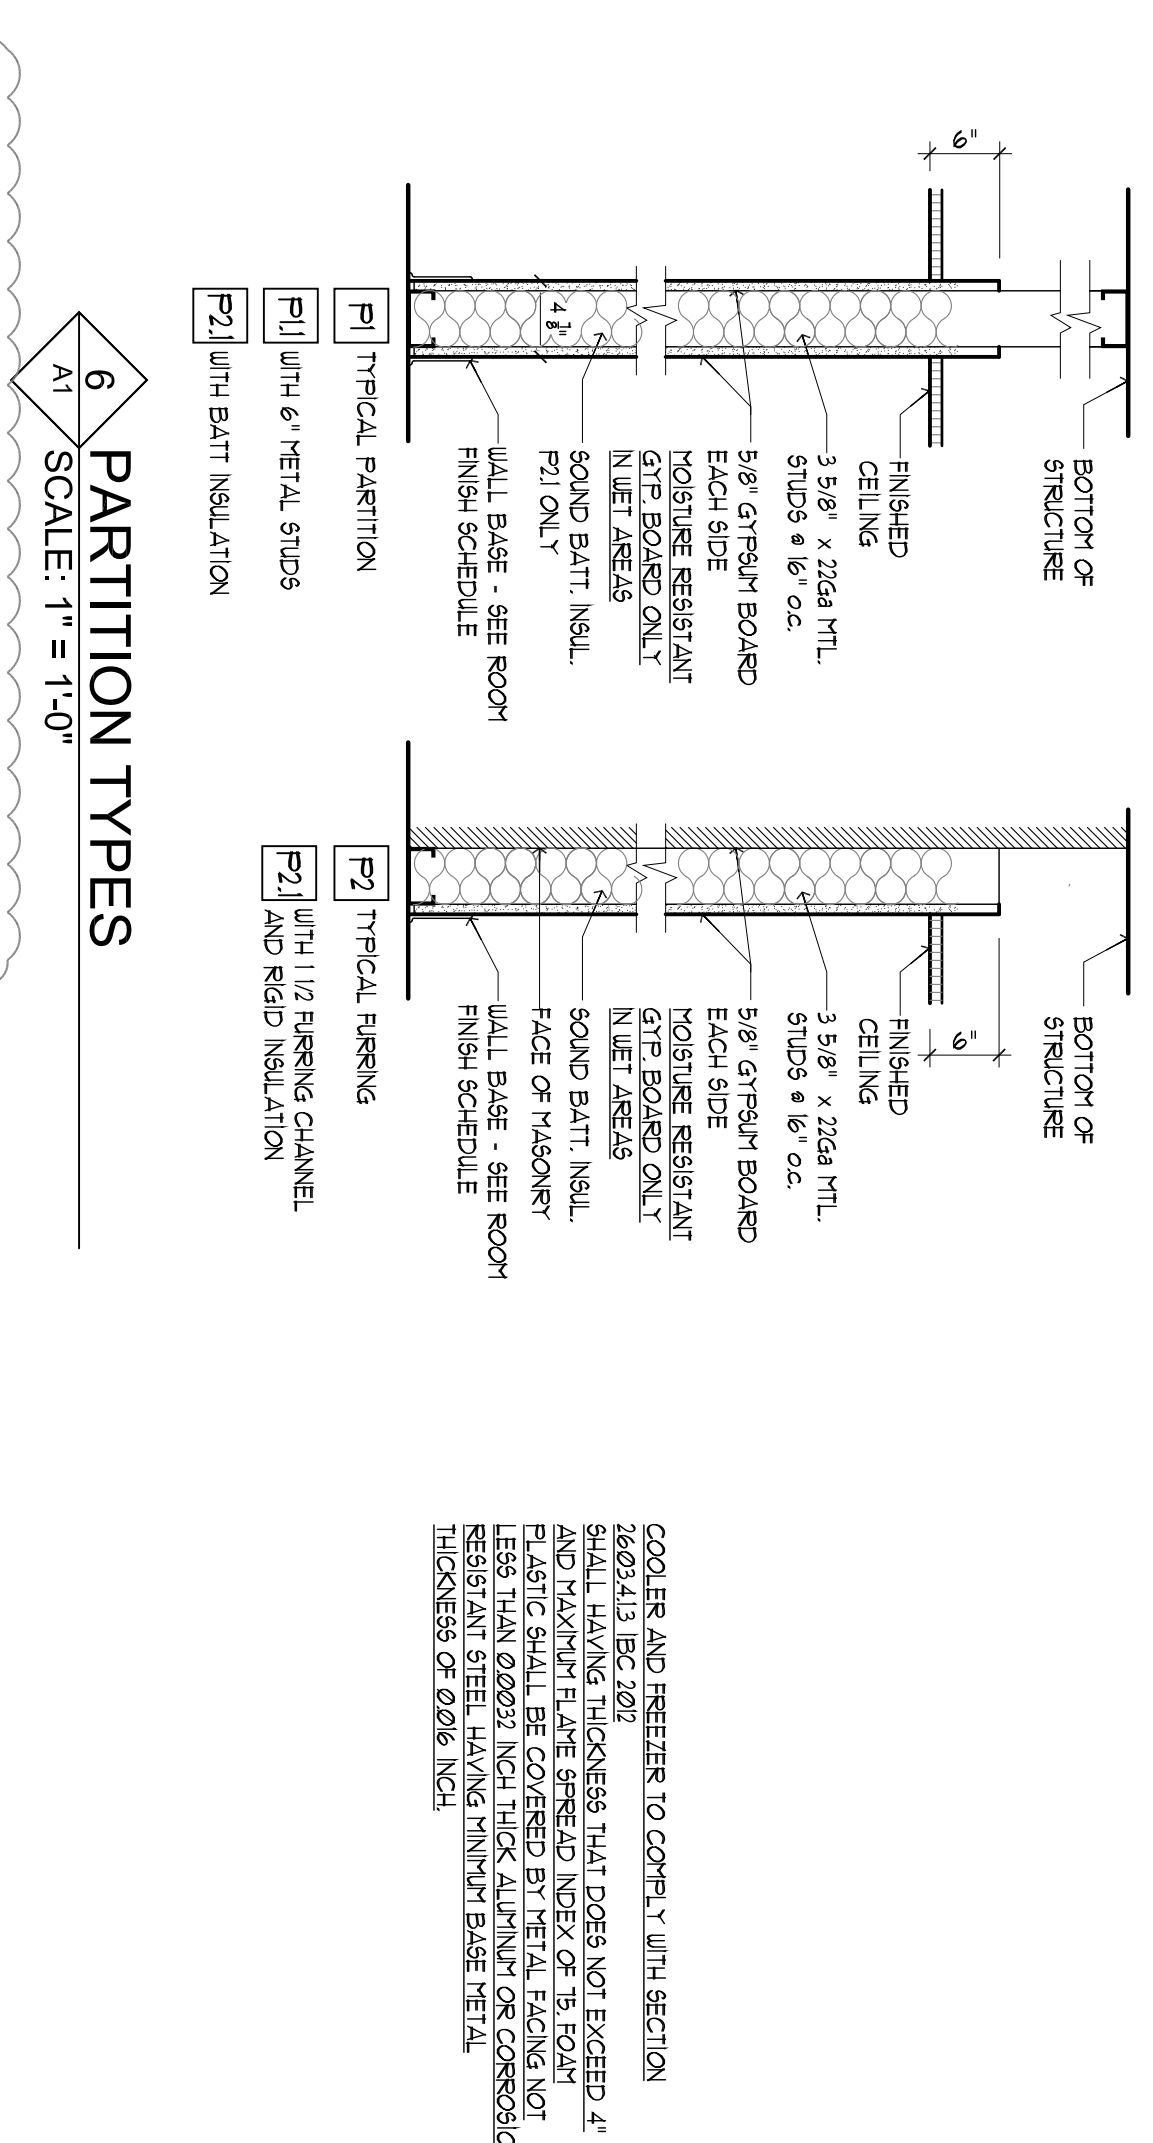 6"
BOTTOM OF
STRUCTURE
FINISHED
CEILING
3 5/8" x 22Ga MTL.
STUDS @ 16" O.C.
5/8" GYPSUM BOARD
EACH SIDE
MOISTURE RESISTANT
GYP. BOARD ONLY
IN WET AREAS
SOUND BATT. INSUL.
P2.1 ONLY
4 1/8"
WALL BASE - SEE ROOM
FINISH SCHEDULE
P1 TYPICAL PARTITION
P1.1 WITH 6" METAL STUDS
P2.1 WITH BATT INSULATION
BOTTOM OF
STRUCTURE
6"
FINISHED
CEILING
3 5/8" x 22Ga MTL.
STUDS @ 16" O.C.
5/8" GYPSUM BOARD
EACH SIDE
MOISTURE RESISTANT
GYP. BOARD ONLY
IN WET AREAS
SOUND BATT. INSUL.
FACE OF MASONRY
WALL BASE - SEE ROOM
FINISH SCHEDULE
P2 TYPICAL FURRING
P2.1 WITH 1 1/2 FURRING CHANNEL
AND RIGID INSULATION
COOLER AND FREEZER TO COMPLY WITH SECTION
2603.4.1.3 IBC 2012
SHALL HAVING THICKNESS THAT DOES NOT EXCEED 4"
AND MAXIMUM FLAME SPREAD INDEX OF 75. FOAM
PLASTIC SHALL BE COVERED BY METAL FACING NOT
LESS THAN 0.0032 INCH THICK ALUMINUM OR
RESISTANT STEEL HAVING MINIMUM BASE METAL
THICKNESS OF 0.016 INCH.
6
A1
PARTITION TYPES
SCALE: 1" = 1'-0"